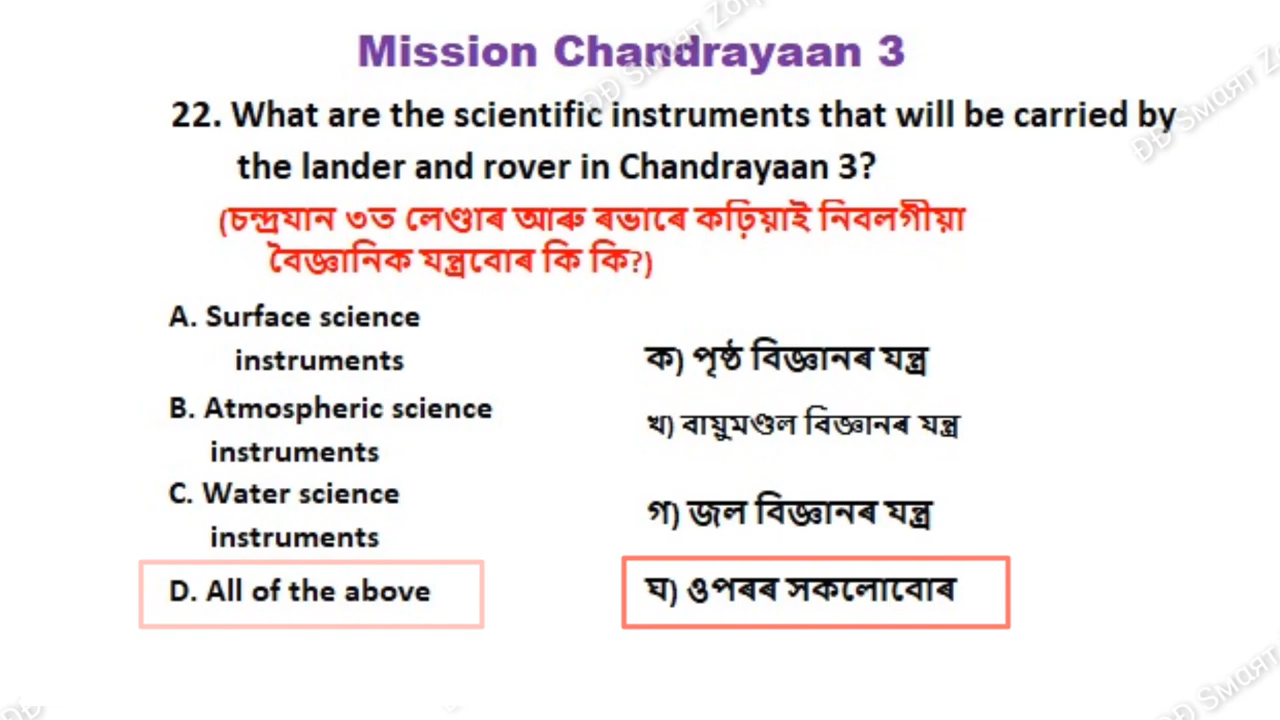 Mission Chandrayaan 3
22. What are the scientific instruments that will be carried by
the lander and rover in Chandrayaan 3?
(চন্দ্ৰযান ৩ত লেণ্ডাৰ আৰু ৰভাৰে কঢ়িয়াই নিবলগীয়া
বৈজ্ঞানিক যন্ত্ৰবোৰ কি কি?)
A. Surface science
instruments
ক) পৃষ্ঠ বিজ্ঞানৰ যন্ত্ৰ
B. Atmospheric science
instruments
খ) বায়ুমণ্ডল বিজ্ঞানৰ যন্ত্ৰ
C. Water science
instruments
গ) জল বিজ্ঞানৰ যন্ত্ৰ
D. All of the above
ঘ) ওপৰৰ সকলোবোৰ